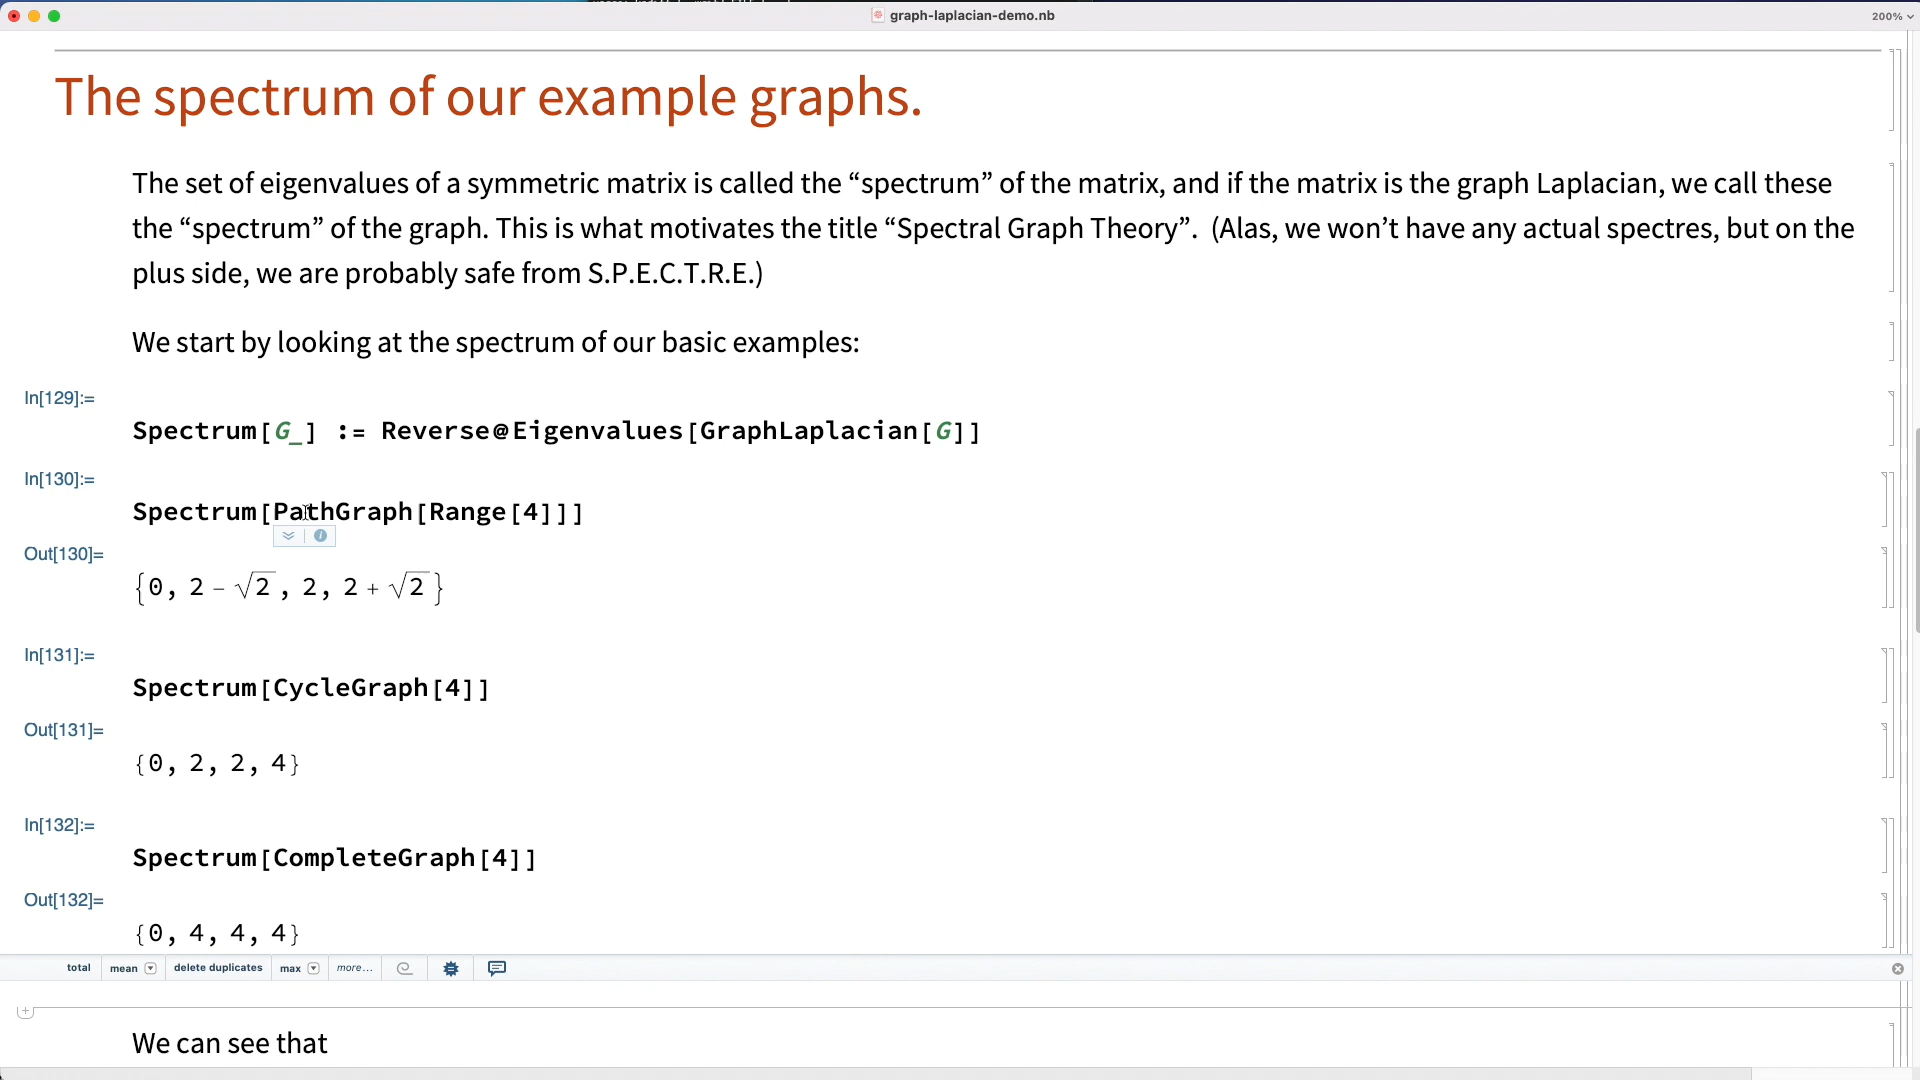 graph-laplacian-demo.nb
200%
The spectrum of our example graphs.
The set of eigenvalues of a symmetric matrix is called the “spectrum” of the matrix, and if the matrix is the graph Laplacian, we call these
the “spectrum” of the graph. This is what motivates the title “Spectral Graph Theory”. (Alas, we won’t have any actual spectres, but on the
plus side, we are probably safe from S.P.E.C.T.R.E.)
We start by looking at the spectrum of our basic examples:
In[129]:=
Spectrum[G_] := Reverse@Eigenvalues[GraphLaplacian[G]]
In[130]:=
Spectrum[PathGraph[Range[4]]]
Out[130]=
{0, 2 − √2, 2, 2 + √2}
In[131]:=
Spectrum[CycleGraph[4]]
Out[131]=
{0, 2, 2, 4}
In[132]:=
Spectrum[CompleteGraph[4]]
Out[132]=
{0, 4, 4, 4}
total mean delete duplicates max more...
We can see that